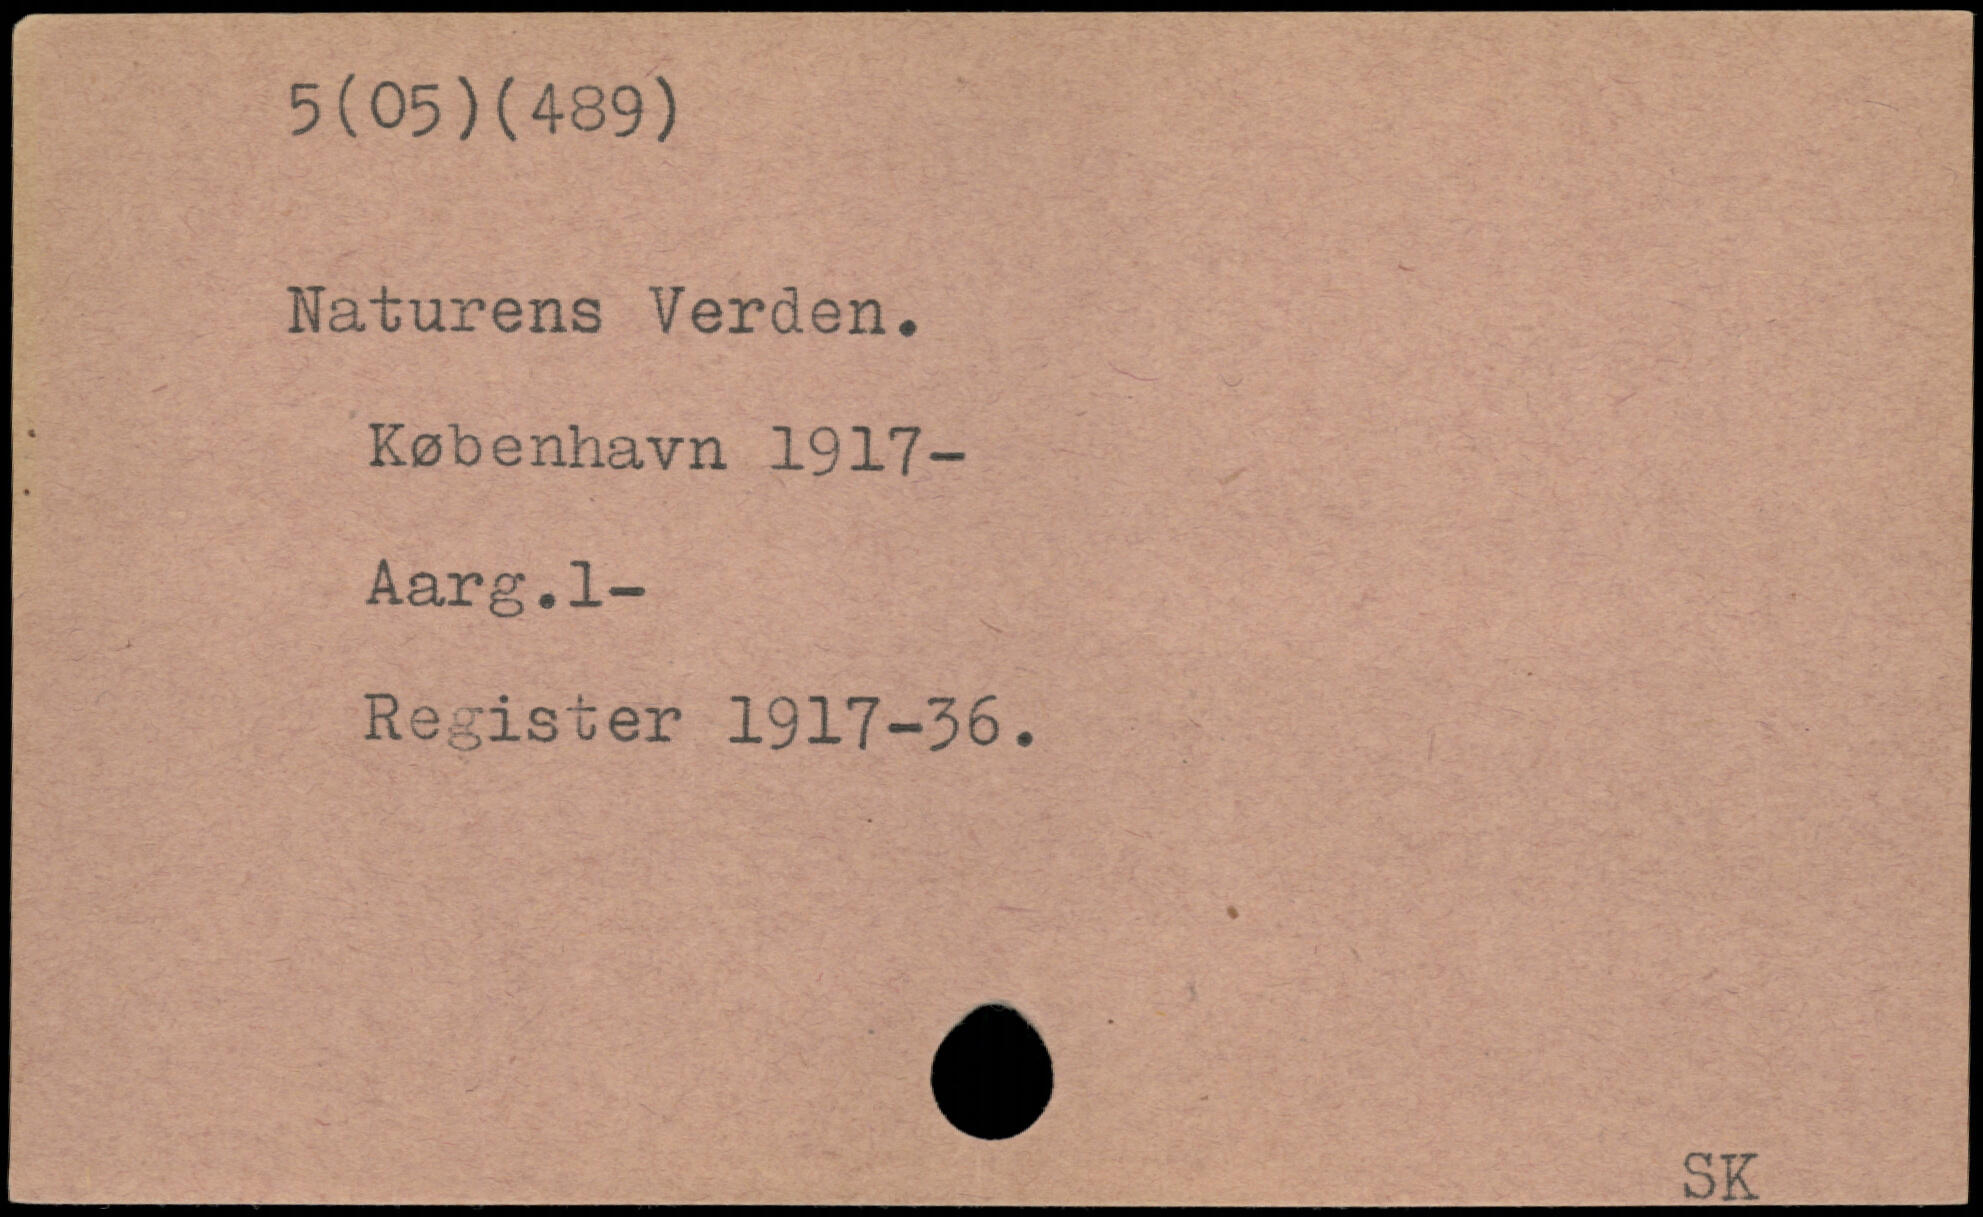 5(05)(489)
Naturens Verden.
København 1917-
Aarg.1-
Register 1917-36.
SK